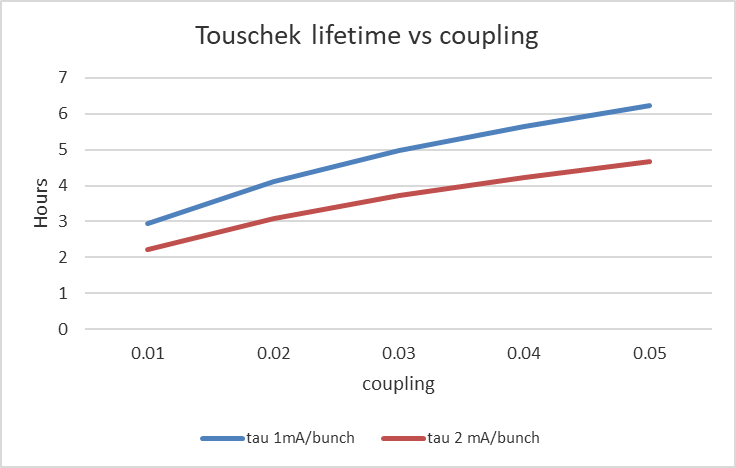 Touschek lifetime vs coupling
7
6
5
4
3
2
1
0
Hours
0.01 0.02 0.03 0.04 0.05
coupling
tau 1mA/bunch tau 2 mA/bunch